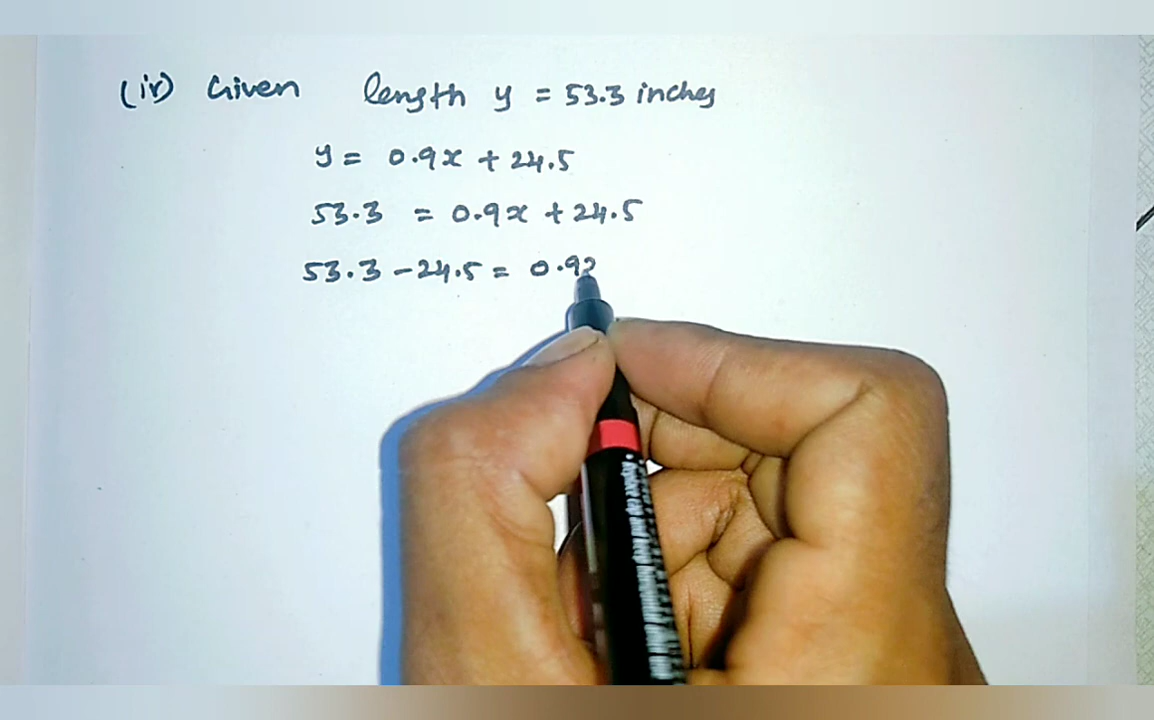 (iv) Given length y = 53.3 inches
y = 0.9x + 24.5
53.3 = 0.9x + 24.5
53.3 - 24.5 = 0.9